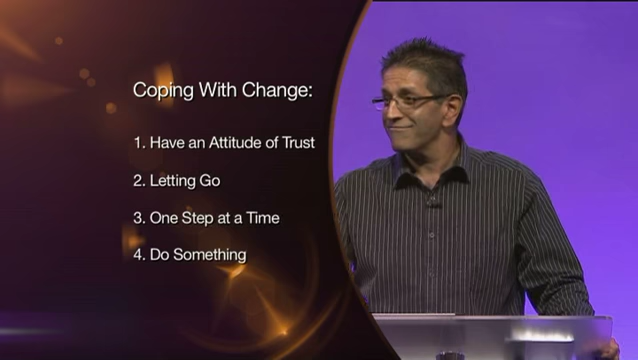 Coping With Change:
1. Have an Attitude of Trust
2. Letting Go
3. One Step at a Time
4. Do Something